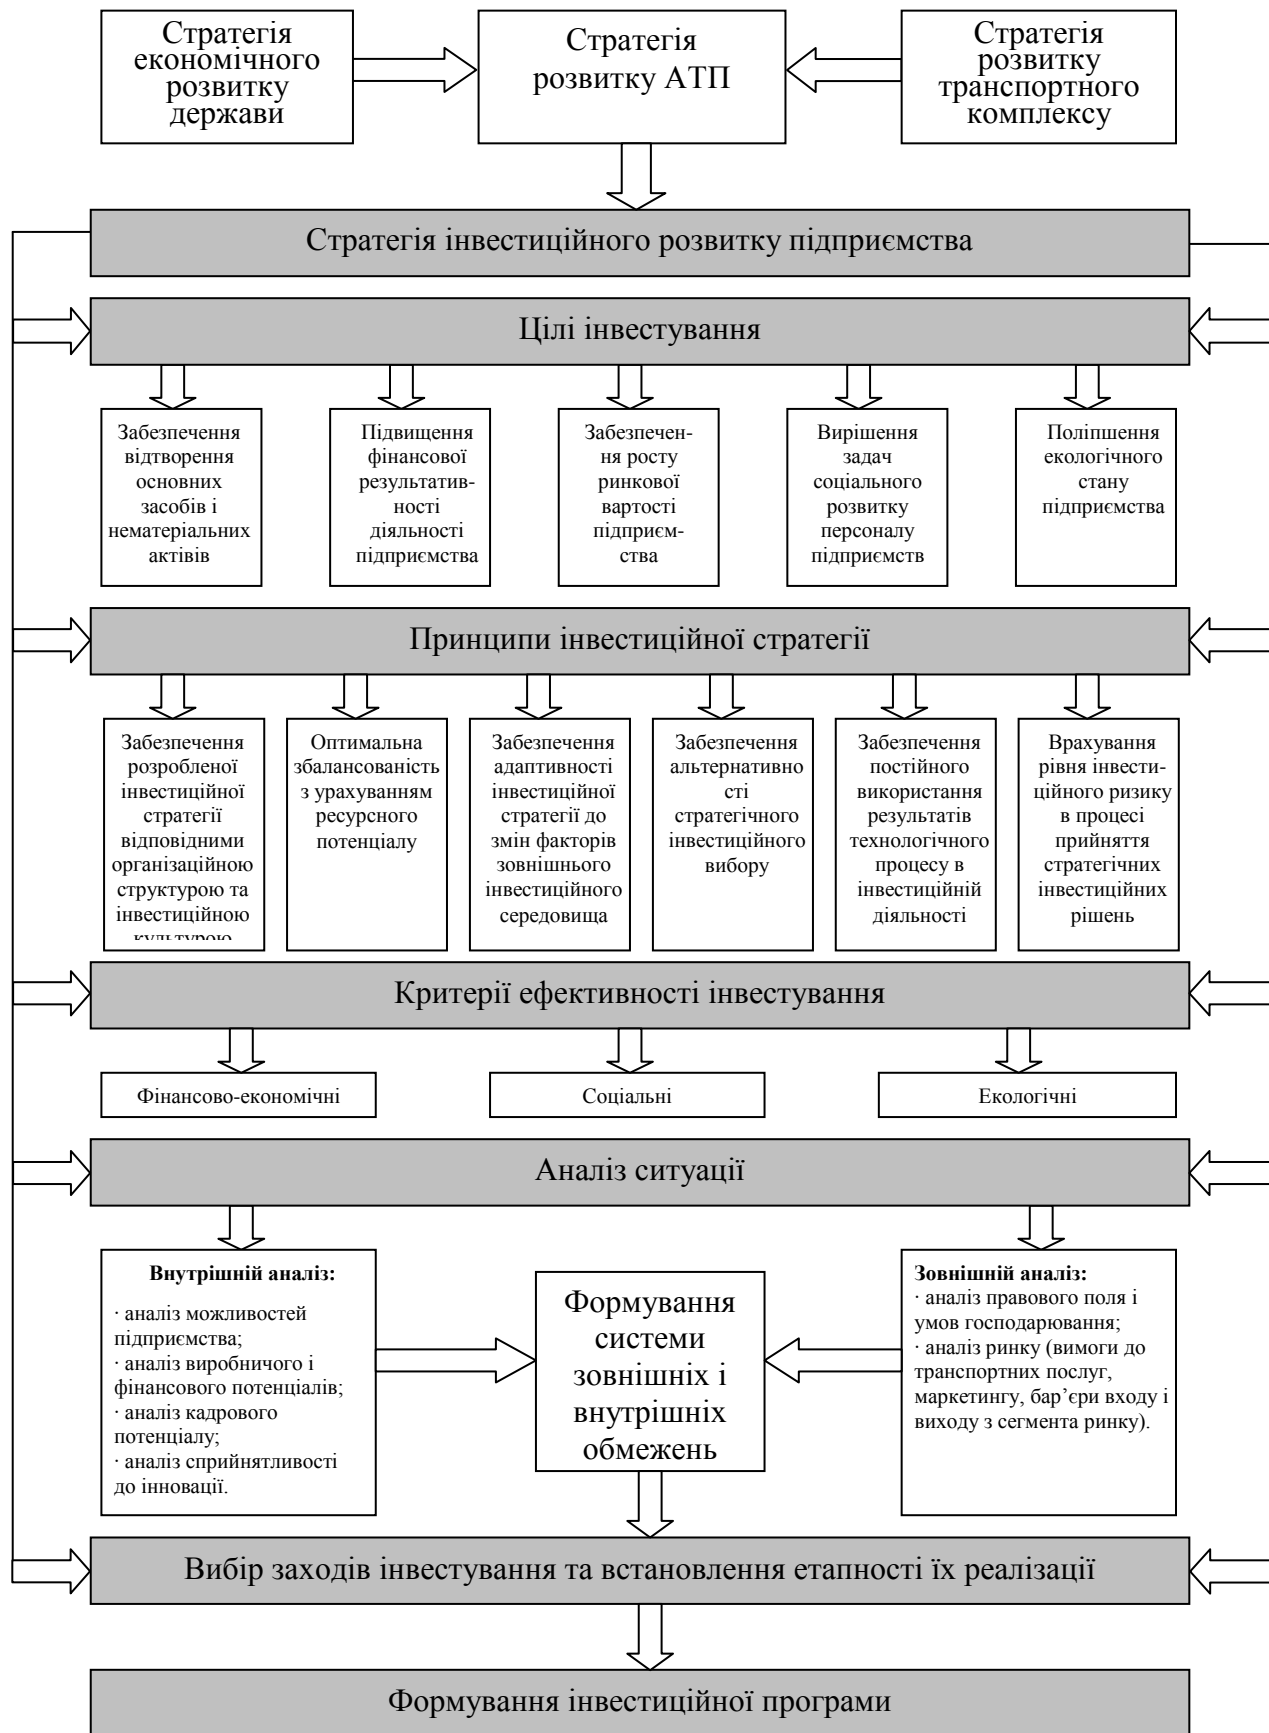 Стратегія
економічного
розвитку
держави
Стратегія
розвитку АТП
Стратегія
розвитку
транспортного
комплексу
Стратегія інвестиційного розвитку підприємства
Цілі інвестування
Забезпечення
відтворення
основних
засобів і
нематеріальних
активів
Підвищення
фінансової
результатив-
ності
діяльності
підприємства
Забезпечен-
ня росту
ринкової
вартості
підприєм-
ства
Вирішення
задач
соціального
розвитку
персоналу
підприємств
Поліпшення
екологічного
стану
підприємства
Принципи інвестиційної стратегії
Забезпечення
розробленої
інвестиційної
стратегії
відповідними
організаційною
структурою та
інвестиційною
культурою
Оптимальна
збалансованість
з урахуванням
ресурсного
потенціалу
Забезпечення
адаптивності
інвестиційної
стратегії до
змін факторів
зовнішнього
інвестиційного
середовища
Забезпечення
альтернативно
сті
стратегічного
інвестиційного
вибору
Забезпечення
постійного
використання
результатів
технологічного
процесу в
інвестиційній
діяльності
Врахування
рівня інвести-
ційного ризику
в процесі
прийняття
стратегічних
інвестиційних
рішень
Критерії ефективності інвестування
Фінансово-економічні
Соціальні
Екологічні
Аналіз ситуації
Внутрішній аналіз:
· аналіз можливостей
підприємства;
· аналіз виробничого і
фінансового потенціалів;
· аналіз кадрового
потенціалу;
· аналіз сприйнятливості
до інновації.
Формування
системи
зовнішніх і
внутрішніх
обмежень
Зовнішній аналіз:
· аналіз правового поля і
умов господарювання;
· аналіз ринку (вимоги до
транспортних послуг,
маркетингу, бар’єри входу і
виходу з сегмента ринку).
Вибір заходів інвестування та встановлення етапності їх реалізації
Формування інвестиційної програми